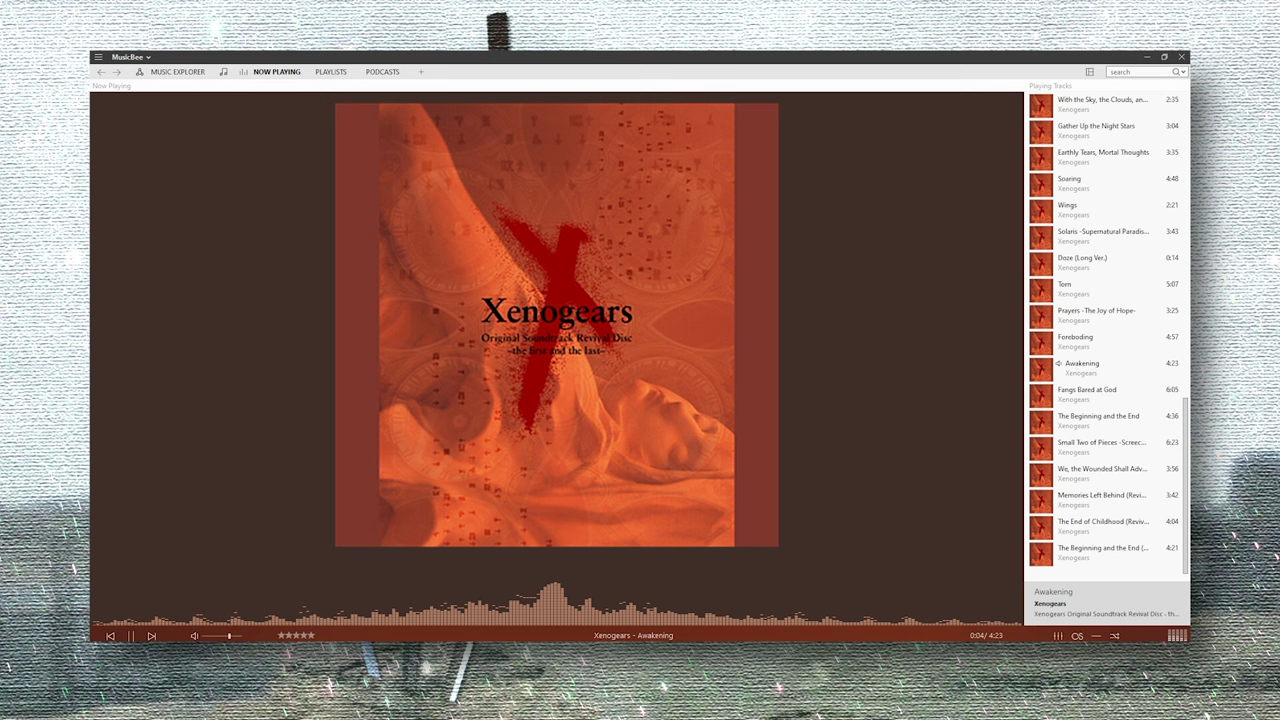 MusicBee
MUSIC EXPLORER
NOW PLAYING
PLAYLISTS
PODCASTS
+
search
Now Playing
Playing Tracks
With the Sky, the Clouds, an... 2:35
Xenogears
Gather Up the Night Stars 3:04
Xenogears
Earthly Tears, Mortal Thoughts 3:35
Xenogears
Soaring 4:48
Xenogears
Wings 2:21
Xenogears
Solaris -Supernatural Paradis... 3:43
Xenogears
Doze (Long Ver.) 0:14
Xenogears
Torn 5:07
Xenogears
Prayers -The Joy of Hope- 3:25
Xenogears
Foreboding 4:57
Xenogears
Awakening 4:23
Xenogears
Fangs Bared at God 6:05
Xenogears
The Beginning and the End 4:36
Xenogears
Small Two of Pieces -Screec... 6:23
Xenogears
We, the Wounded Shall Adv... 3:56
Xenogears
Memories Left Behind (Revi... 3:42
Xenogears
The End of Childhood (Reviv... 4:04
Xenogears
The Beginning and the End (... 4:21
Xenogears
Xenogears
Original Soundtrack Revival Disc
and the last-
Awakening
Xenogears
Xenogears Original Soundtrack Revival Disc - th...
Xenogears - Awakening
0:04/ 4:23